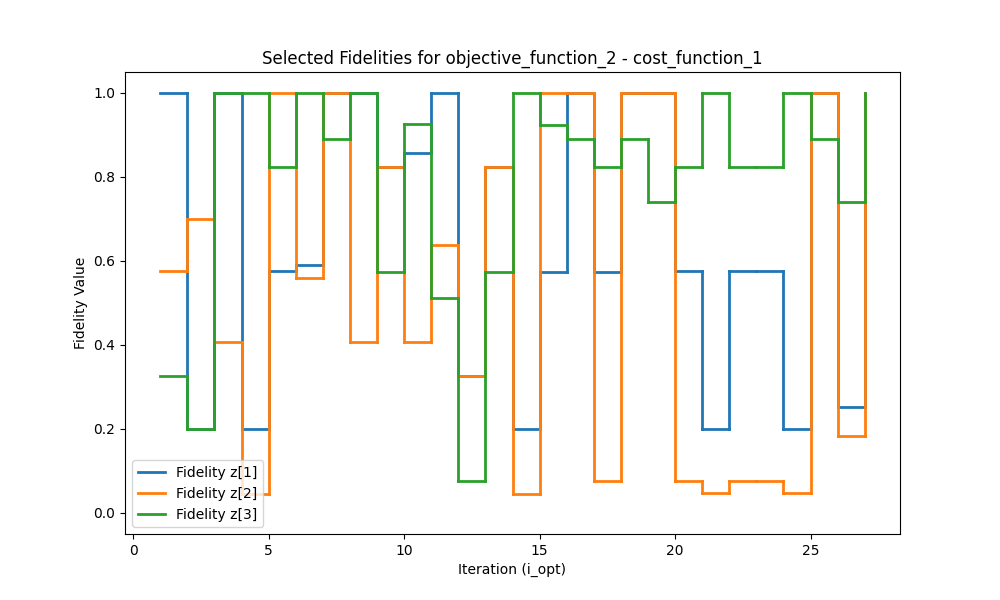 Selected Fidelities for objective_function_2 - cost_function_1
Fidelity Value
1.0
0.8
0.6
0.4
0.2
0.0
Fidelity z[1]
Fidelity z[2]
Fidelity z[3]
0
5
10
15
20
25
Iteration (i_opt)